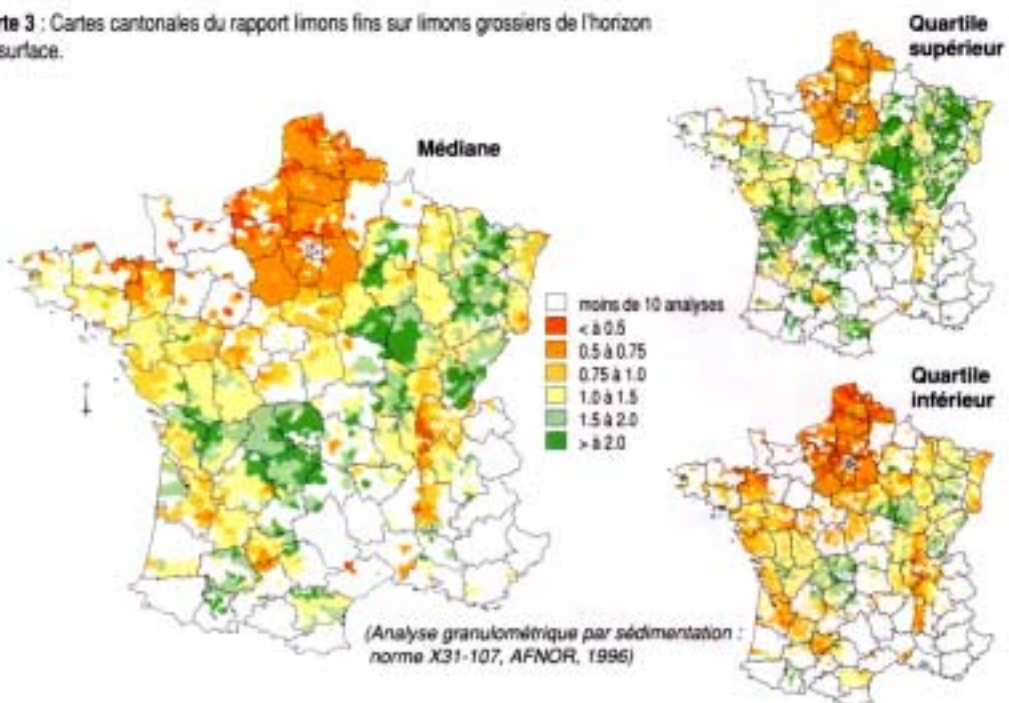 rte 3 : Cartes cantonales du rapport limons fins sur limons grossiers de l'horizon
surface.
Quartile
supérieur
Médiane
moins de 10 analyses
< à 0.5
0.5 à 0.75
0.75 à 1.0
1.0 à 1.5
1.5 à 2.0
> à 2.0
Quartile
inférieur
(Analyse granulométrique par sédimentation :
norme X31-107, AFNOR, 1996)